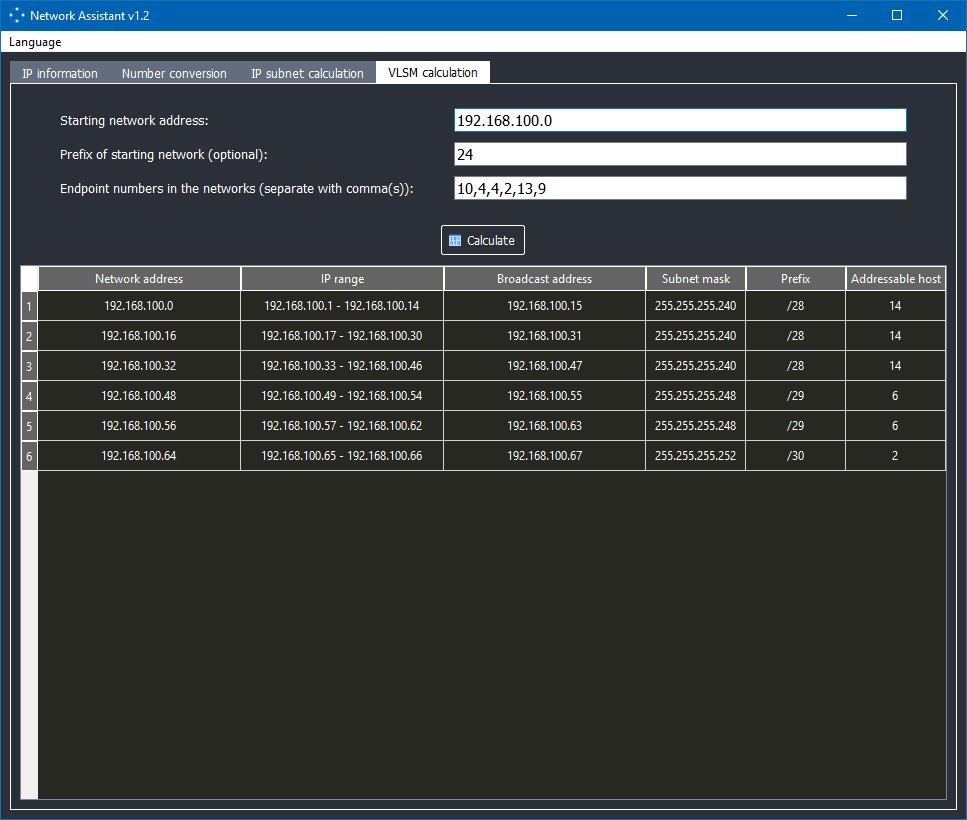 Network Assistant v1.2
Language
IP information Number conversion IP subnet calculation VLSM calculation
Starting network address: 192.168.100.0
Prefix of starting network (optional): 24
Endpoint numbers in the networks (separate with comma(s)): 10,4,4,2,13,9
Calculate
Network address IP range Broadcast address Subnet mask Prefix Addressable host
1 192.168.100.0 192.168.100.1 - 192.168.100.14 192.168.100.15 255.255.255.240 /28 14
2 192.168.100.16 192.168.100.17 - 192.168.100.30 192.168.100.31 255.255.255.240 /28 14
3 192.168.100.32 192.168.100.33 - 192.168.100.46 192.168.100.47 255.255.255.240 /28 14
4 192.168.100.48 192.168.100.49 - 192.168.100.54 192.168.100.55 255.255.255.248 /29 6
5 192.168.100.56 192.168.100.57 - 192.168.100.62 192.168.100.63 255.255.255.248 /29 6
6 192.168.100.64 192.168.100.65 - 192.168.100.66 192.168.100.67 255.255.255.252 /30 2